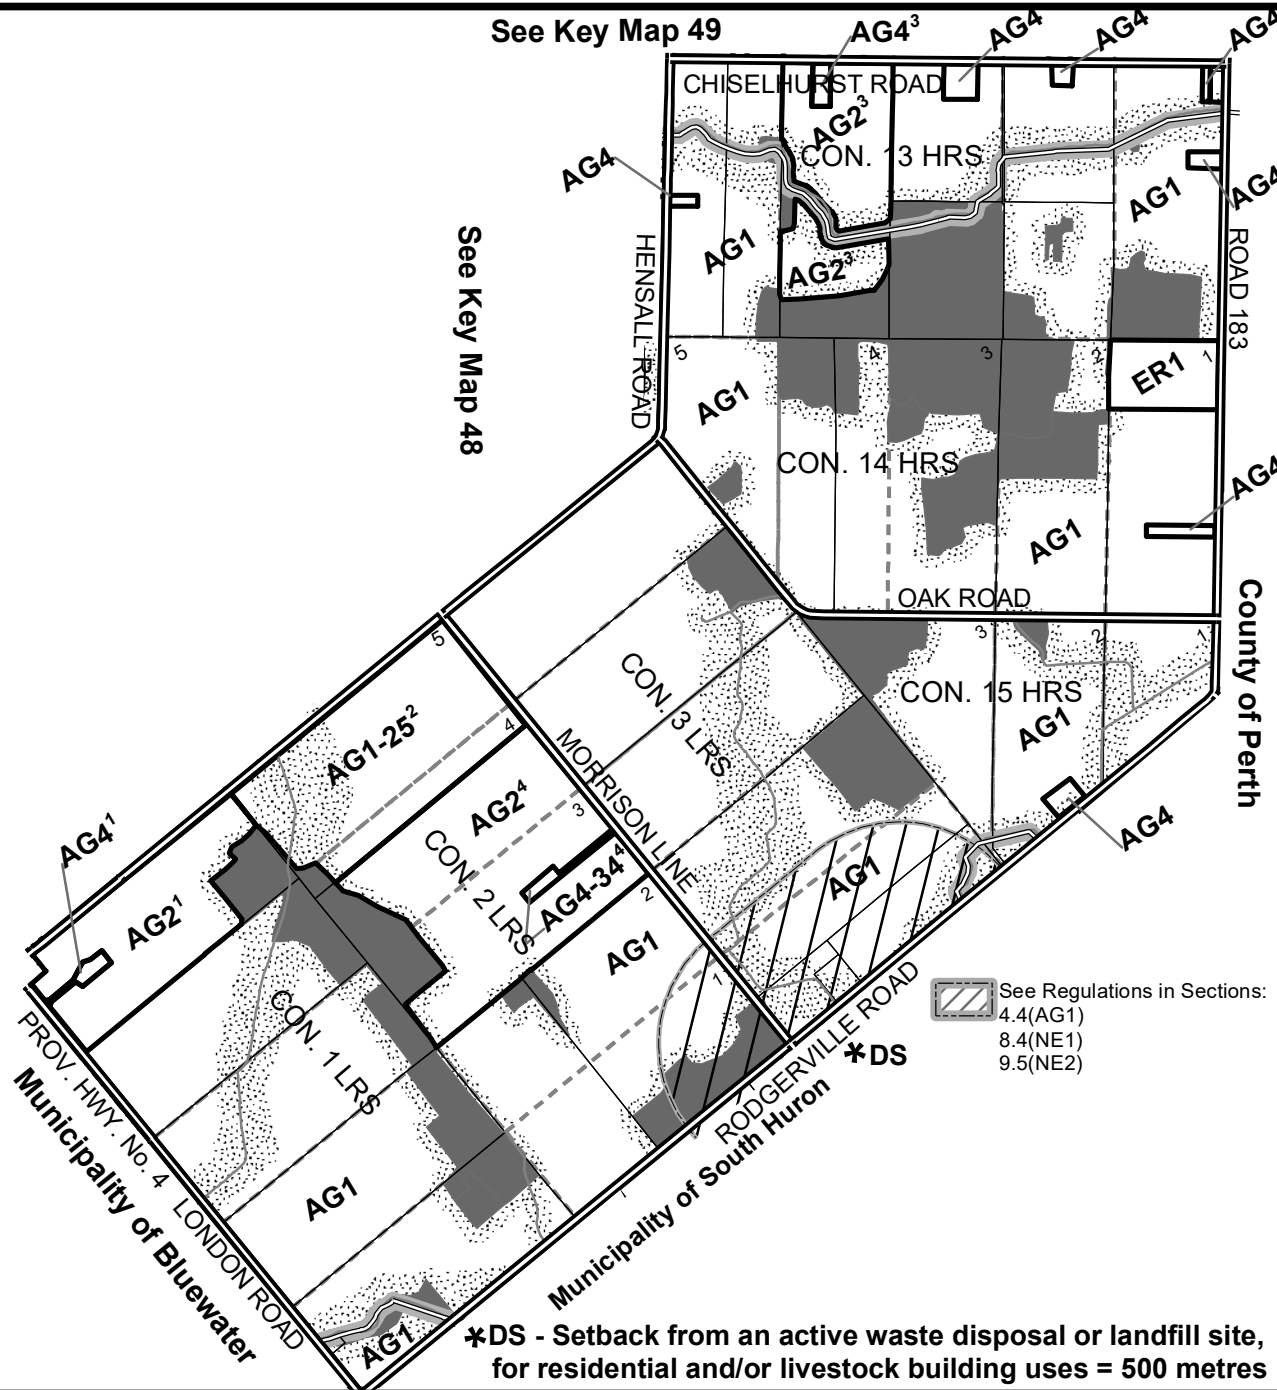 See Key Map 49
AG4³
AG4
AG4
AG4
CHISELHURST ROAD
AG2³
CON. 13 HRS
AG4
AG4
AG1
AG1
AG2³
See Key Map 48
HENSALL ROAD
ROAD 183
5
4
3
2
1
ER1
AG1
CON. 14 HRS
AG4
AG1
OAK ROAD
County of Perth
5
3
2
1
CON. 3 LRS
CON. 15 HRS
AG1
AG1-25²
4
MORRISON LINE
AG2⁴
3
AG4
AG4¹
CON. 2 LRS
AG4-34⁴
AG1
2
AG2¹
AG1
1
CON. 1 LRS
See Regulations in Sections:
4.4(AG1)
8.4(NE1)
9.5(NE2)
PROV. HWY. No. 4
LONDON ROAD
RODGERVILLE ROAD
*DS
Municipality of Bluewater
Municipality of South Huron
AG1
AG1
*DS - Setback from an active waste disposal or landfill site,
for residential and/or livestock building uses = 500 metres